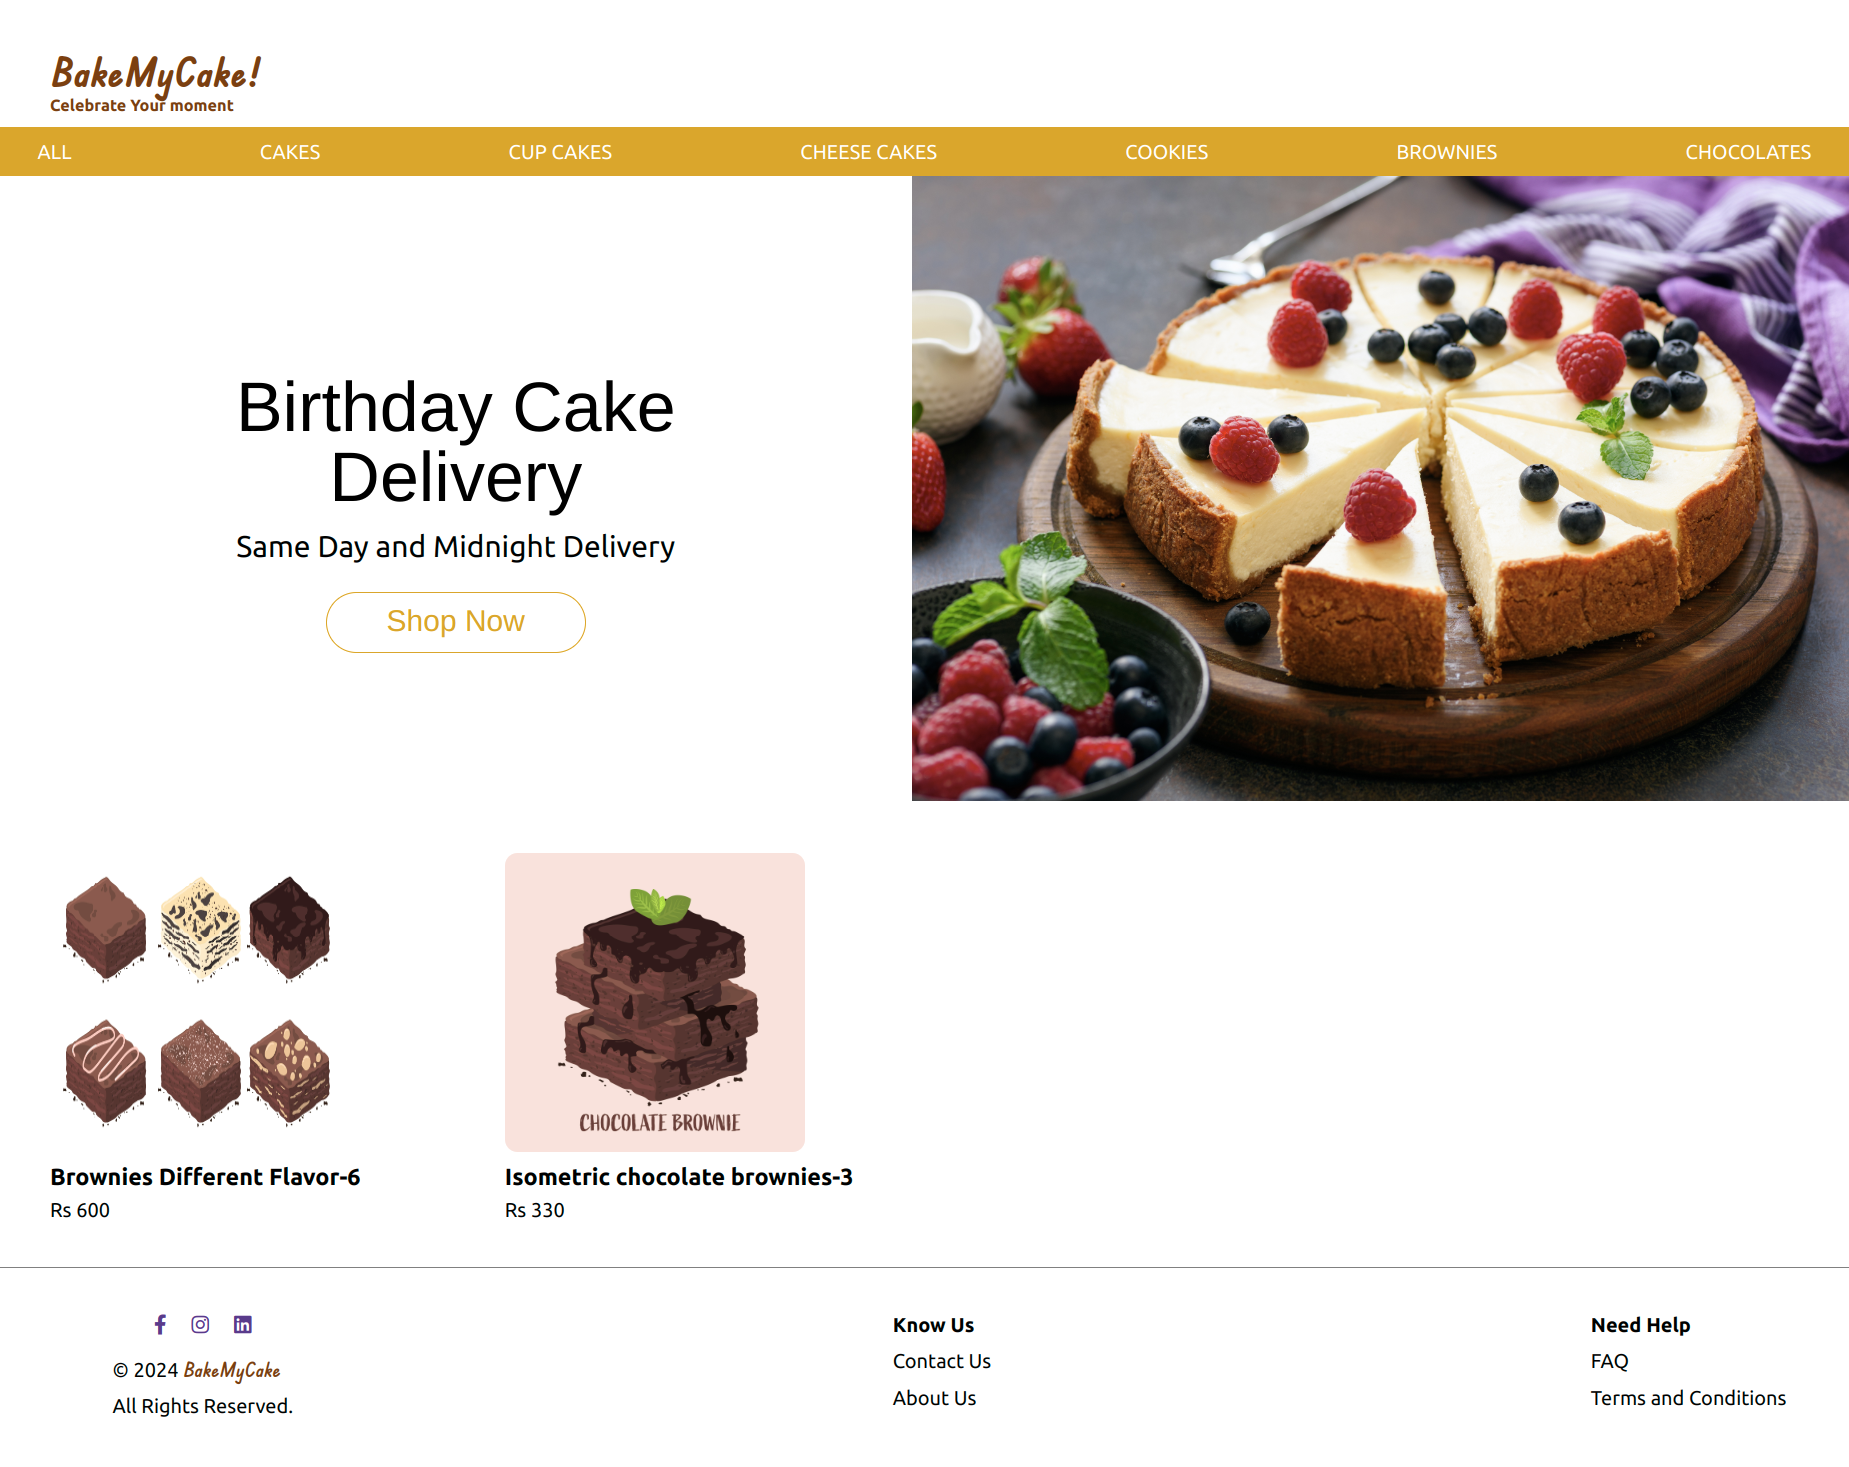 BakeMyCake!
Celebrate Your moment
ALL CAKES CUP CAKES CHEESE CAKES COOKIES BROWNIES CHOCOLATES
Birthday Cake
Delivery
Same Day and Midnight Delivery
Shop Now
CHOCOLATE BROWNIE
Brownies Different Flavor-6
Rs 600
Isometric chocolate brownies-3
Rs 330
© 2024 BakeMyCake
All Rights Reserved.
Know Us
Contact Us
About Us
Need Help
FAQ
Terms and Conditions